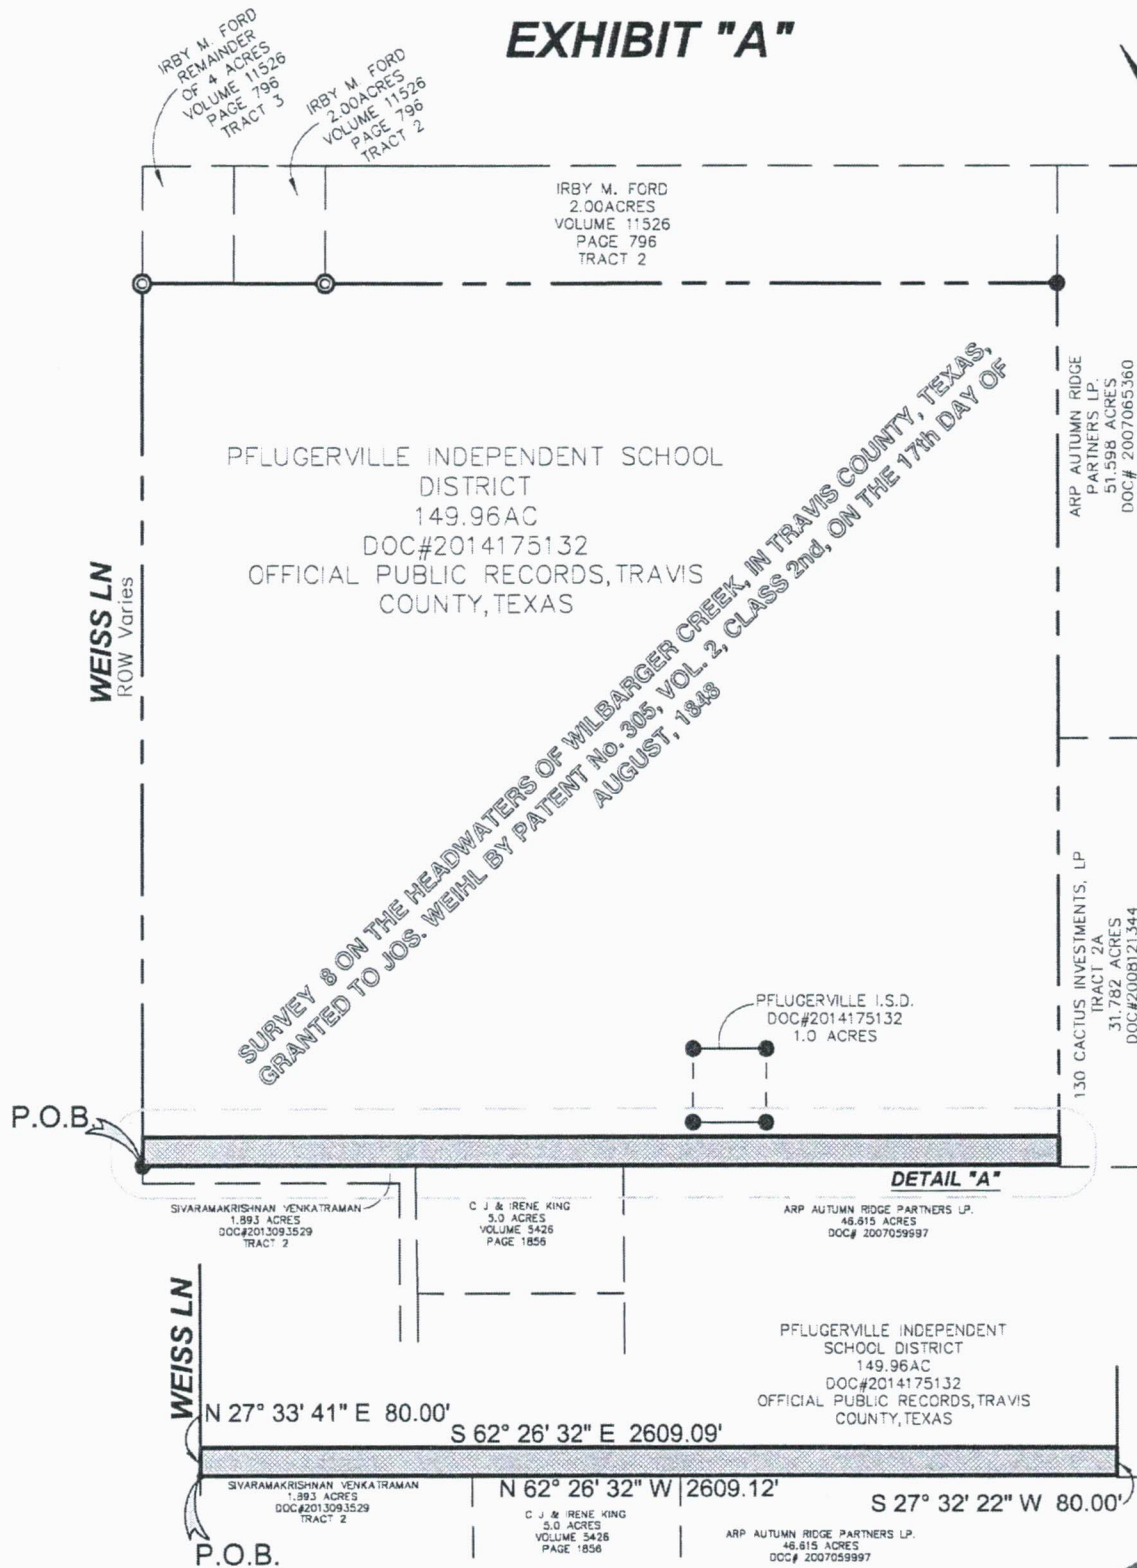 EXHIBIT "A"
IRBY M. FORD
REMAINDER
OF 4 ACRES
VOLUME 11526
PAGE 796
TRACT 3
IRBY M. FORD
2.00ACRES
VOLUME 11526
PAGE 796
TRACT 2
IRBY M. FORD
2.00ACRES
VOLUME 11526
PAGE 796
TRACT 2
PFLUGERVILLE INDEPENDENT SCHOOL
DISTRICT
149.96AC
DOC#2014175132
OFFICIAL PUBLIC RECORDS,TRAVIS
COUNTY,TEXAS
WEISS LN
ROW Varies
SURVEY 8 ON THE HEADWATERS OF WILBARGER CREEK, IN TRAVIS COUNTY, TEXAS,
GRANTED TO JOS. WEIHL BY PATENT No. 305, VOL. 2, CLASS 2nd, ON THE 17th DAY OF
AUGUST, 1848
ARP AUTUMN RIDGE
PARTNERS LP.
51.598 ACRES
DOC# 2007065360
130 CACTUS INVESTMENTS, LP
TRACT 2A
31.782 ACRES
DOC#2008121344
PFLUGERVILLE I.S.D.
DOC#2014175132
1.0 ACRES
P.O.B.
DETAIL "A"
SIVARAMAKRISHNAN VENKATRAMAN
1.893 ACRES
DOC#2013093529
TRACT 2
C J & IRENE KING
5.0 ACRES
VOLUME 5426
PAGE 1856
ARP AUTUMN RIDGE PARTNERS LP.
46.615 ACRES
DOC# 2007059997
WEISS LN
PFLUGERVILLE INDEPENDENT
SCHOOL DISTRICT
149.96AC
DOC#2014175132
OFFICIAL PUBLIC RECORDS,TRAVIS
COUNTY,TEXAS
N 27° 33' 41" E 80.00'
S 62° 26' 32" E 2609.09'
N 62° 26' 32" W 2609.12'
S 27° 32' 22" W 80.00'
SIVARAMAKRISHNAN VENKATRAMAN
1.893 ACRES
DOC#2013093529
TRACT 2
C J & IRENE KING
5.0 ACRES
VOLUME 5426
PAGE 1856
ARP AUTUMN RIDGE PARTNERS LP.
46.615 ACRES
DOC# 2007059997
P.O.B.